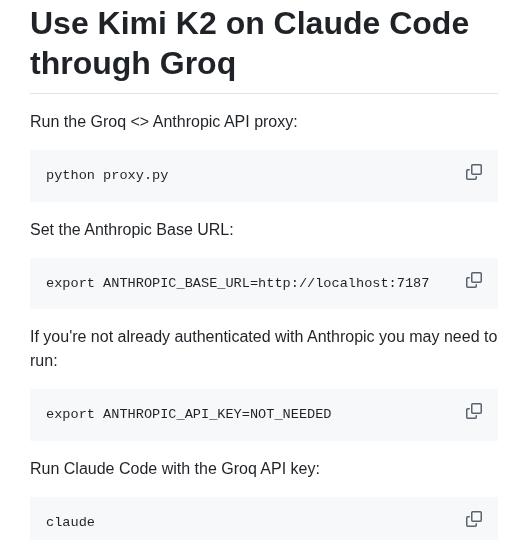 Use Kimi K2 on Claude Code
through Groq
Run the Groq <> Anthropic API proxy:
python proxy.py
Set the Anthropic Base URL:
export ANTHROPIC_BASE_URL=http://localhost:7187
If you're not already authenticated with Anthropic you may need to
run:
export ANTHROPIC_API_KEY=NOT_NEEDED
Run Claude Code with the Groq API key:
claude